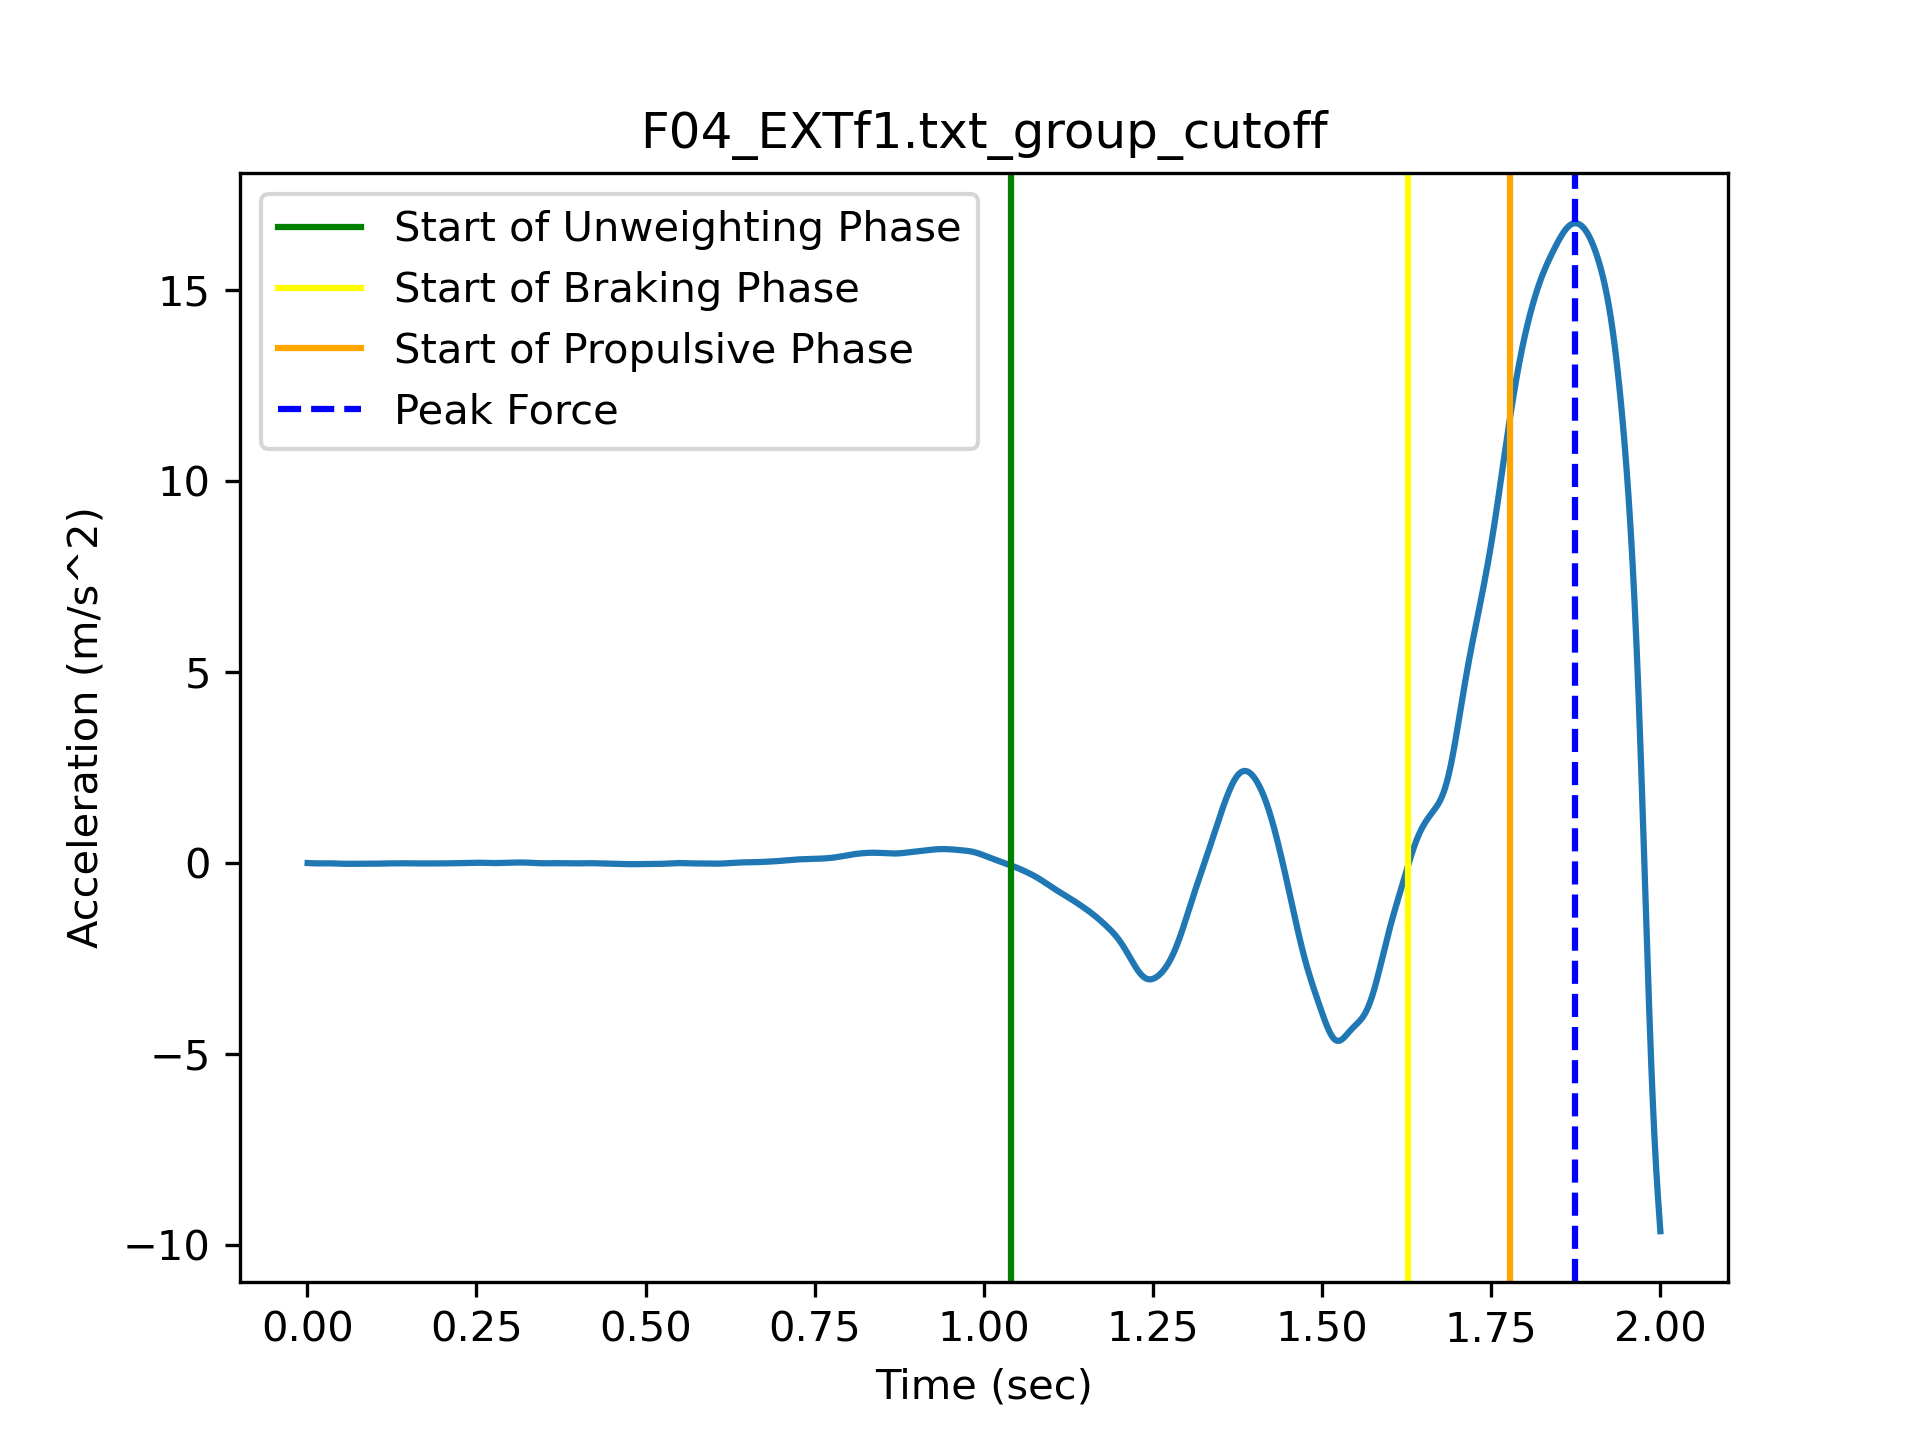 F04_EXTf1.txt_group_cutoff
Start of Unweighting Phase
Start of Braking Phase
Start of Propulsive Phase
Peak Force
Acceleration (m/s^2)
15
10
5
0
−5
−10
0.00 0.25 0.50 0.75 1.00 1.25 1.50 1.75 2.00
Time (sec)